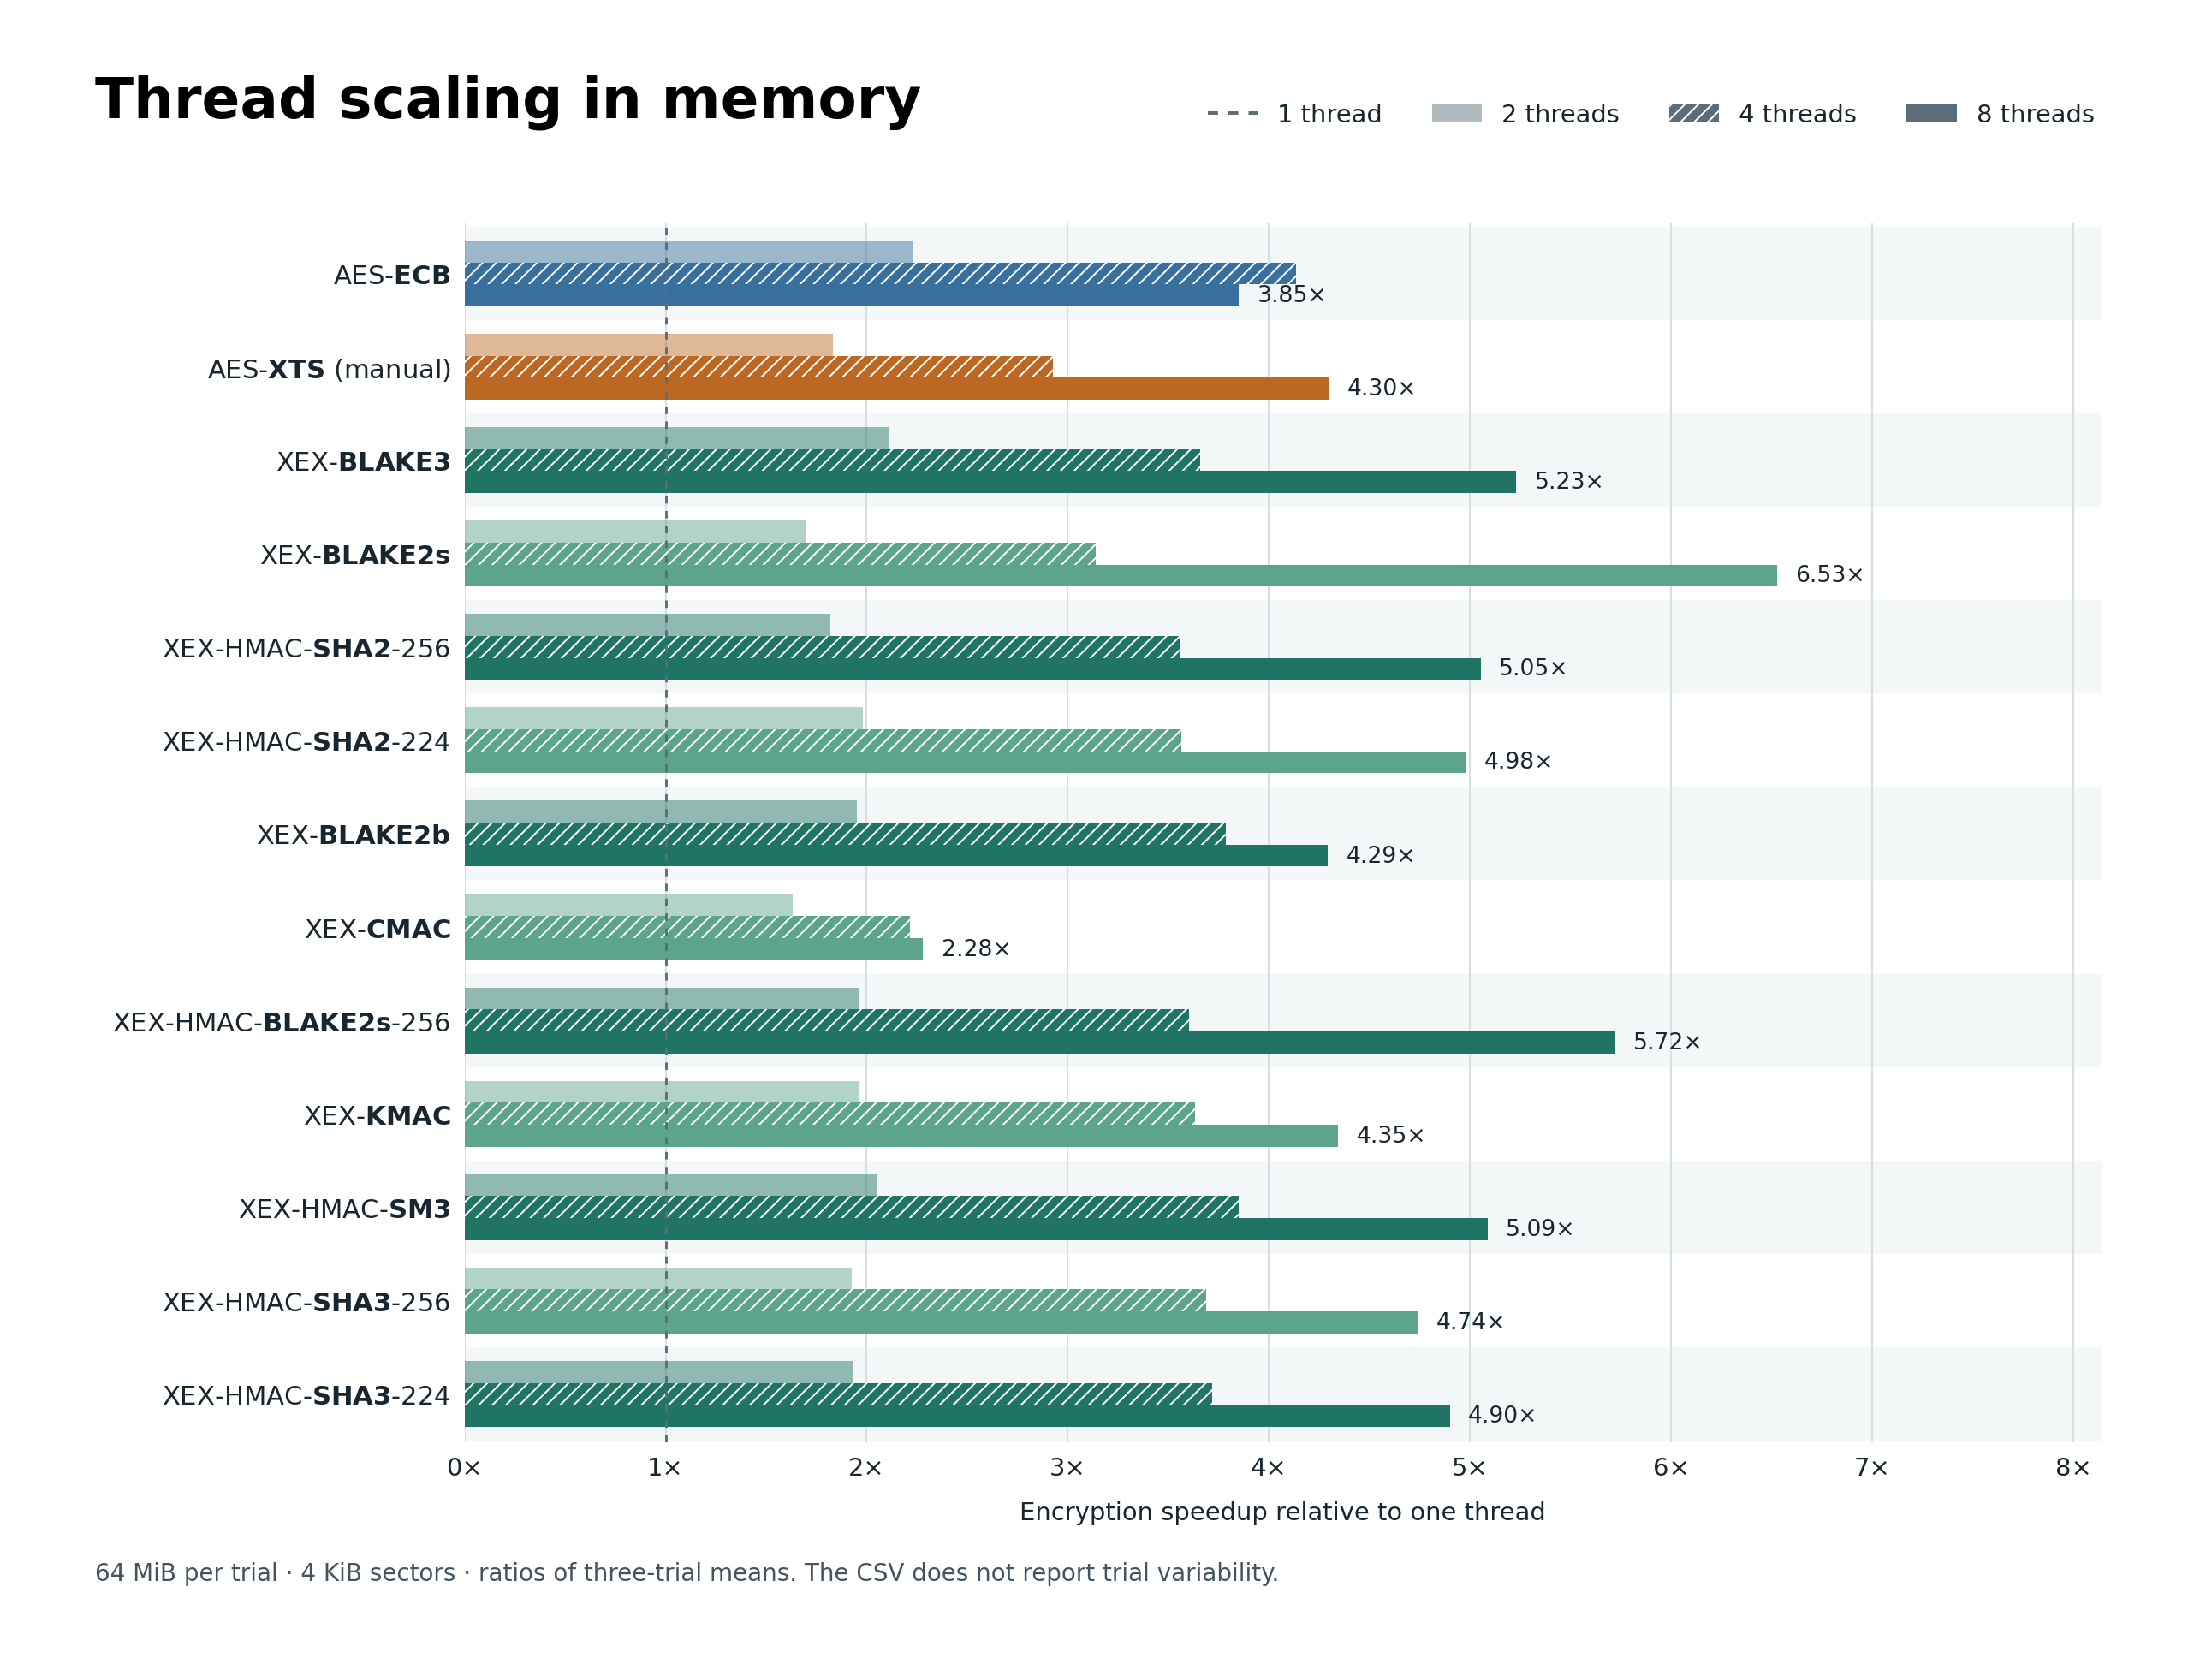 Thread scaling in memory
1 thread 2 threads 4 threads 8 threads
AES-ECB 3.85×
AES-XTS (manual) 4.30×
XEX-BLAKE3 5.23×
XEX-BLAKE2s 6.53×
XEX-HMAC-SHA2-256 5.05×
XEX-HMAC-SHA2-224 4.98×
XEX-BLAKE2b 4.29×
XEX-CMAC 2.28×
XEX-HMAC-BLAKE2s-256 5.72×
XEX-KMAC 4.35×
XEX-HMAC-SM3 5.09×
XEX-HMAC-SHA3-256 4.74×
XEX-HMAC-SHA3-224 4.90×
0× 1× 2× 3× 4× 5× 6× 7× 8×
Encryption speedup relative to one thread
64 MiB per trial · 4 KiB sectors · ratios of three-trial means. The CSV does not report trial variability.